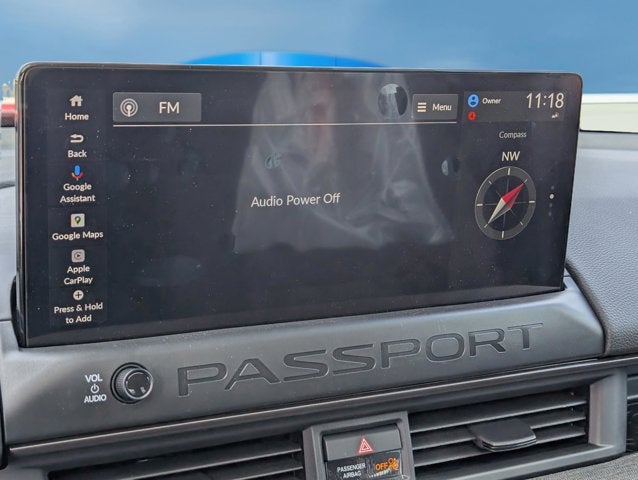 FM
Menu
Owner
11:18
Home
Back
Google
Assistant
Google Maps
Apple
CarPlay
Press & Hold
to Add
Audio Power Off
Compass
NW
VOL
AUDIO
PASSPORT
PASSENGER
AIRBAG
OFF